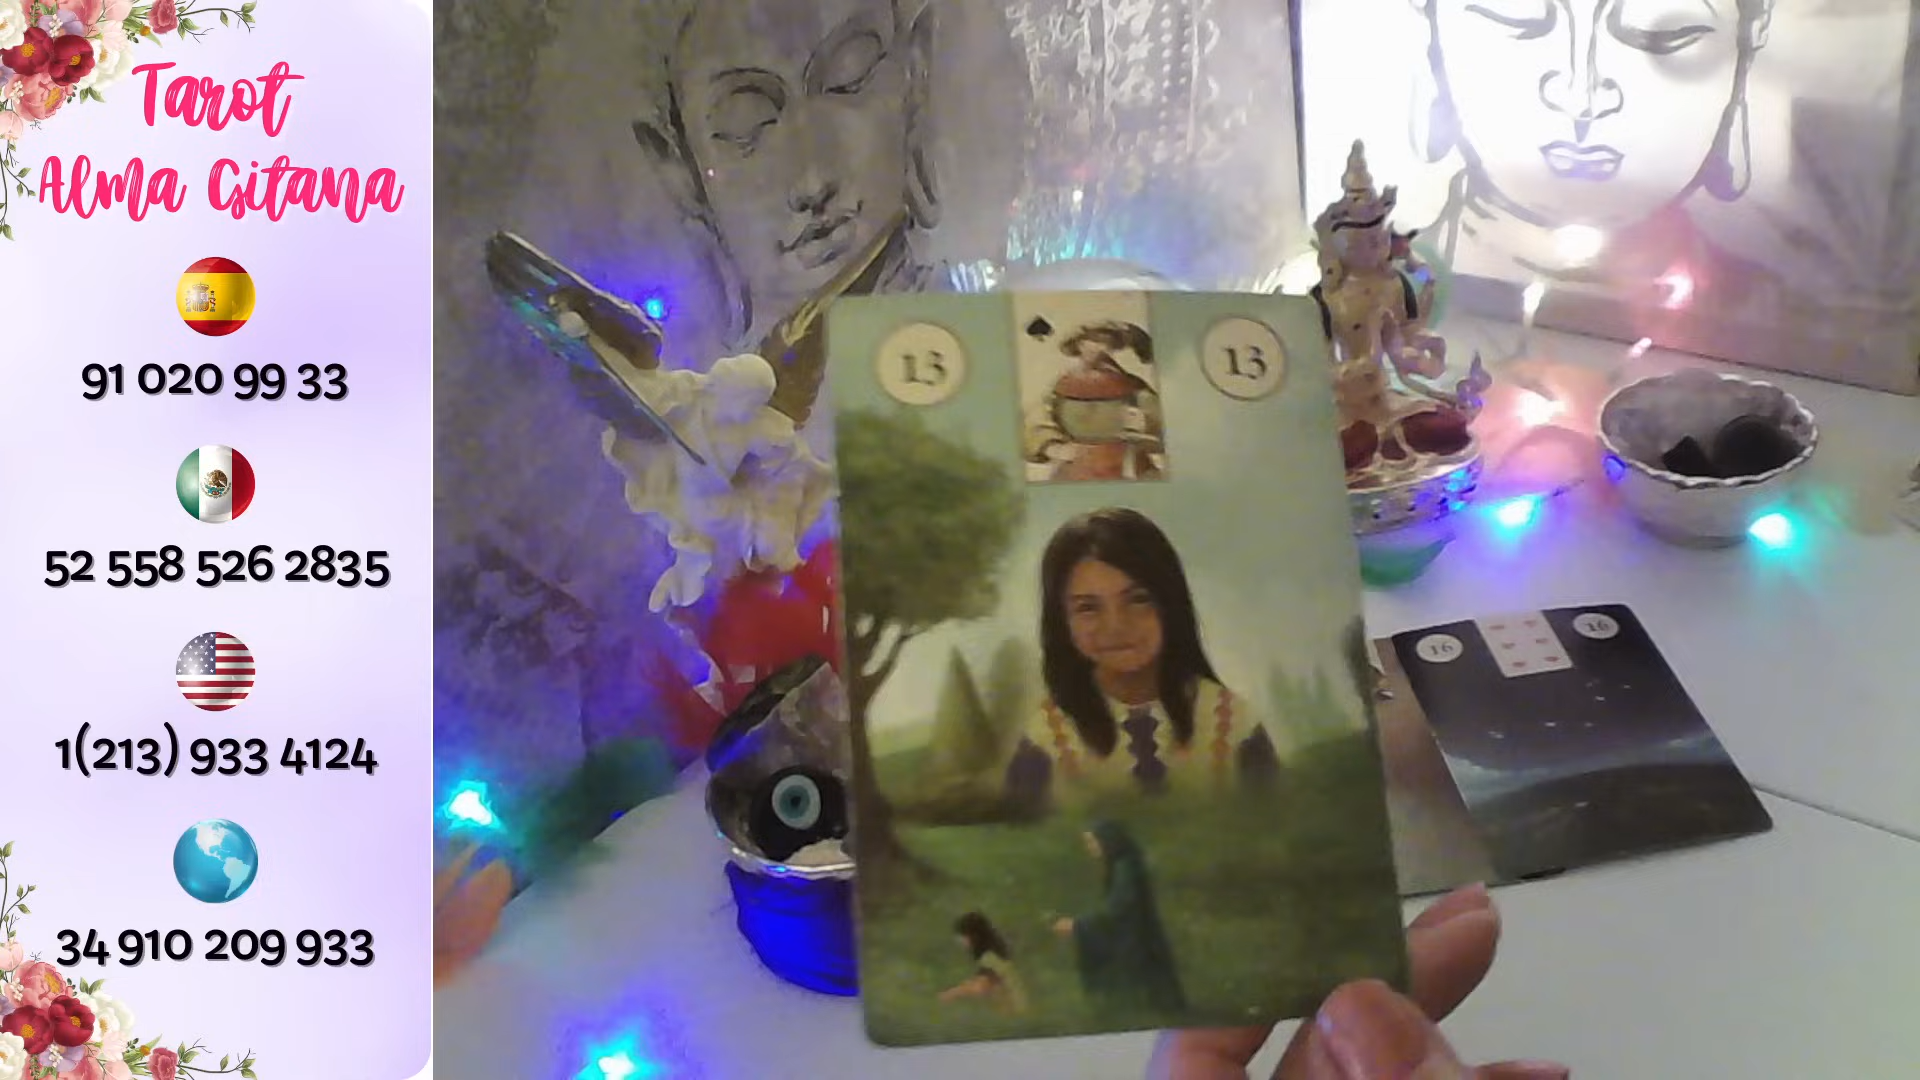 Tarot
Alma Gitana
91 020 99 33
52 558 526 2835
1(213) 933 4124
34 910 209 933
13
13
16
16